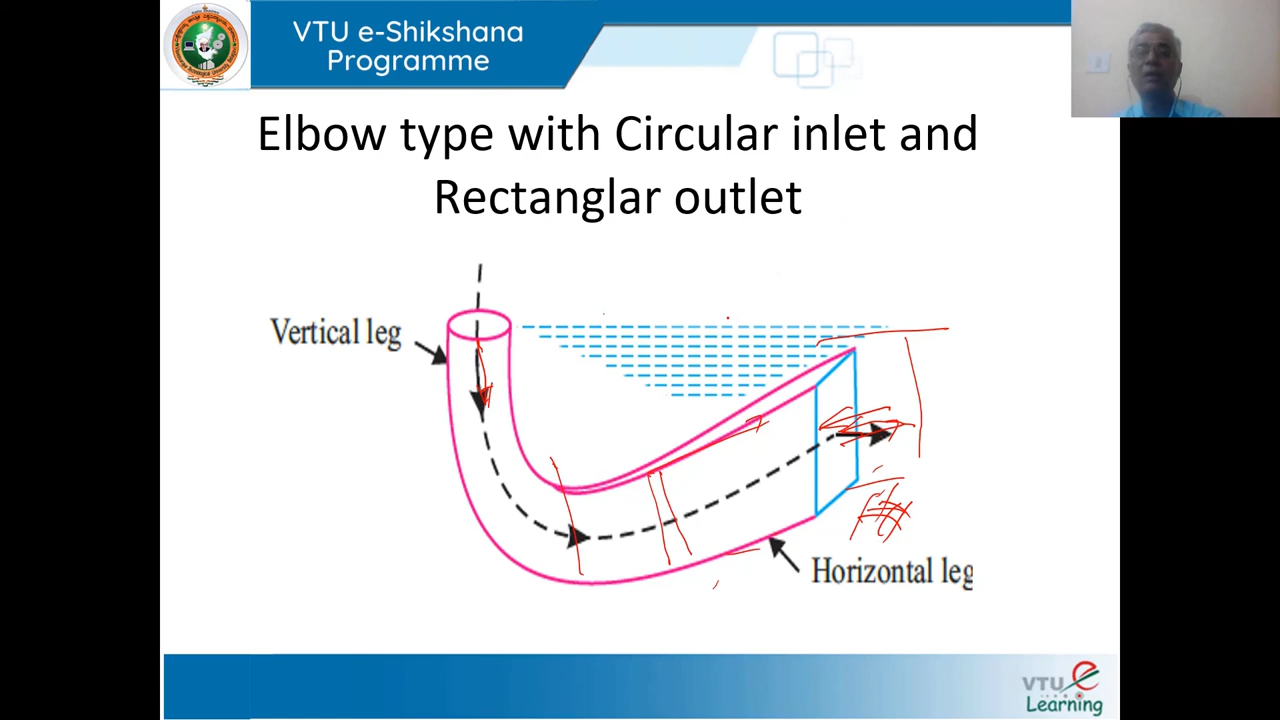 VTU e-Shikshana
Programme
Elbow type with Circular inlet and
Rectanglar outlet
Vertical leg
Horizontal leg
VTU e
Learning